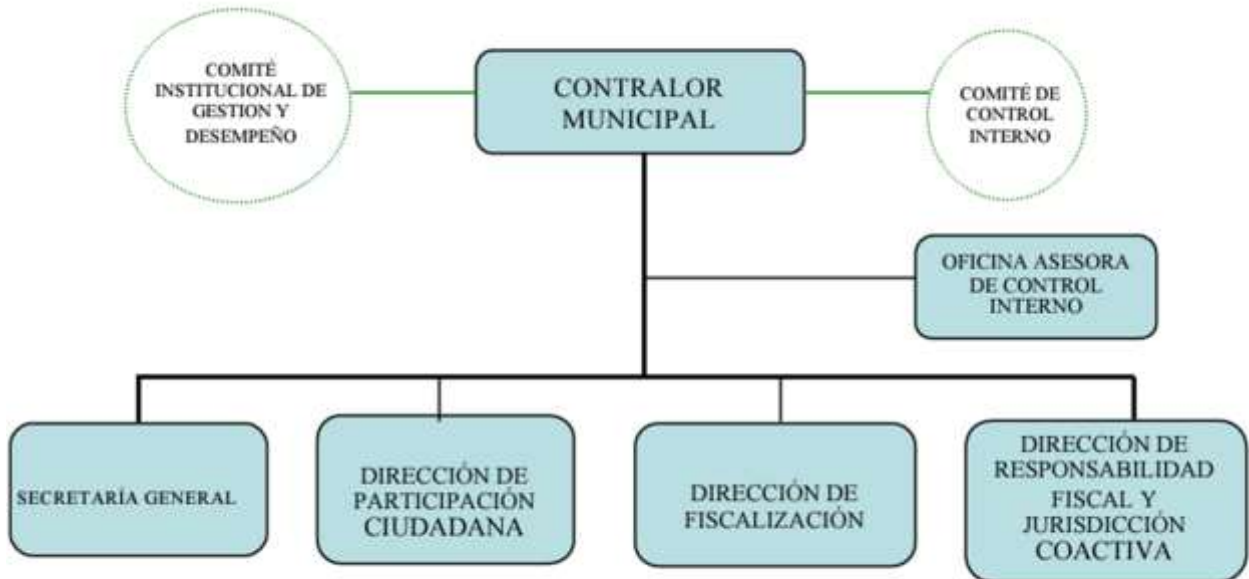 COMITÉ
INSTITUCIONAL DE
GESTION Y
DESEMPEÑO
CONTRALOR
MUNICIPAL
COMITÉ DE
CONTROL
INTERNO
OFICINA ASESORA
DE CONTROL
INTERNO
SECRETARÍA GENERAL
DIRECCIÓN DE
PARTICIPACIÓN
CIUDADANA
DIRECCIÓN DE
FISCALIZACIÓN
DIRECCIÓN DE
RESPONSABILIDAD
FISCAL Y
JURISDICCIÓN
COACTIVA